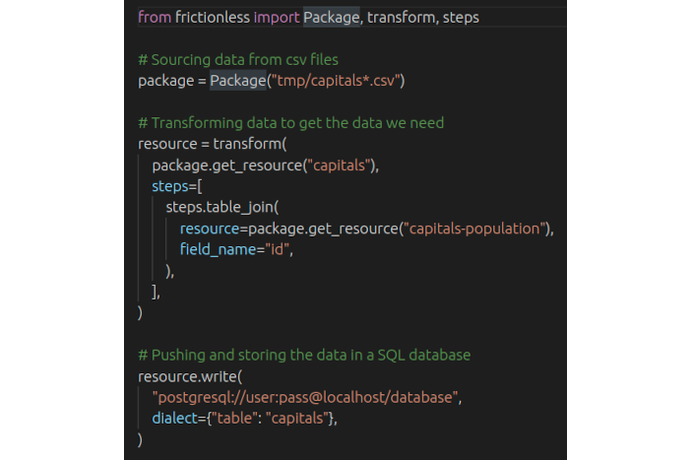 from frictionless import Package, transform, steps
# Sourcing data from csv files
package = Package("tmp/capitals*.csv")
# Transforming data to get the data we need
resource = transform(
package.get_resource("capitals"),
steps=[
steps.table_join(
resource=package.get_resource("capitals-population"),
field_name="id",
),
],
)
# Pushing and storing the data in a SQL database
resource.write(
"postgresql://user:pass@localhost/database",
dialect={"table": "capitals"},
)